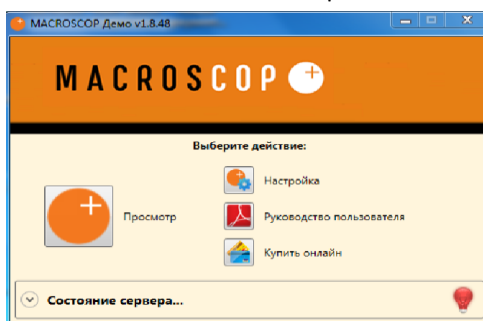 MACROSCOP Демо v1.8.48
MACROSCOP
Выберите действие:
Просмотр
Настройка
Руководство пользователя
Купить онлайн
Состояние сервера...